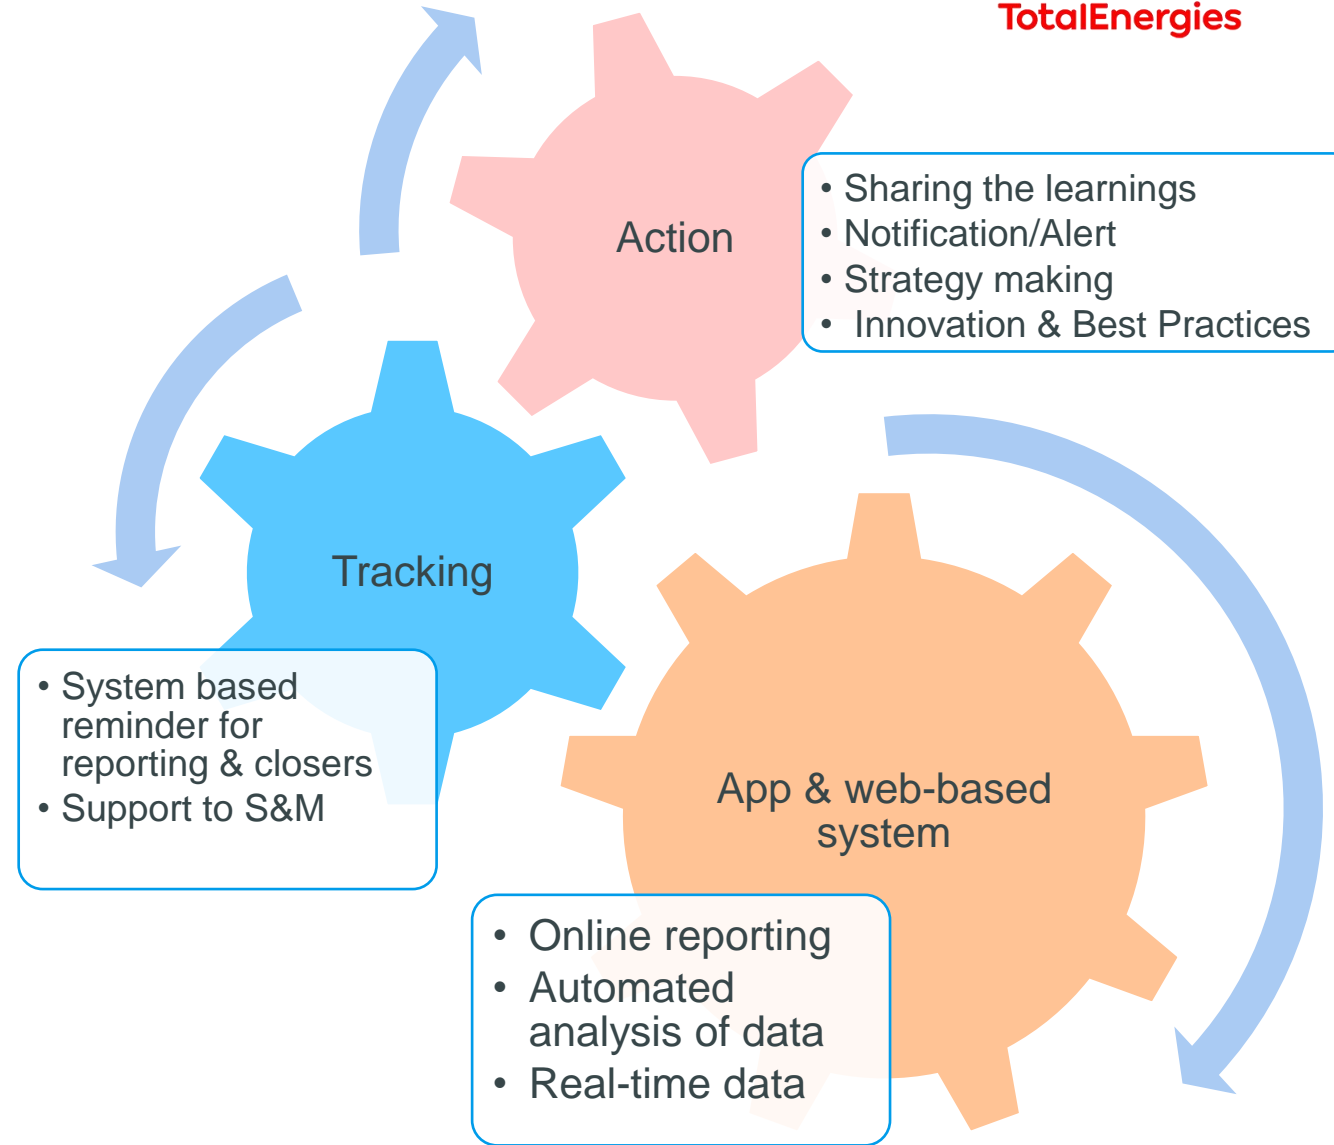 TotalEnergies
Action
• Sharing the learnings
• Notification/Alert
• Strategy making
• Innovation & Best Practices
Tracking
• System based
reminder for
reporting & closers
• Support to S&M
App & web-based
system
• Online reporting
• Automated
analysis of data
• Real-time data